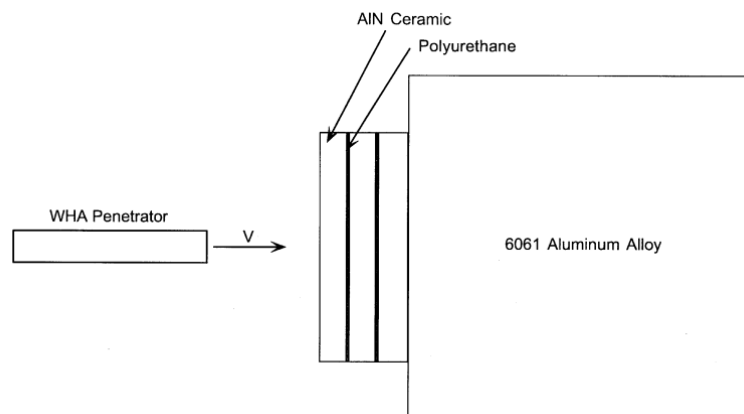 AlN Ceramic
Polyurethane
WHA Penetrator
V
6061 Aluminum Alloy